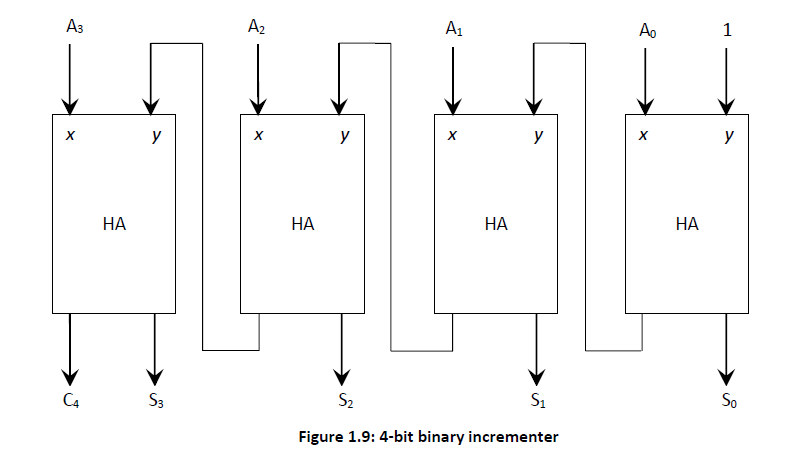 A₃ A₂ A₁ A₀ 1
x y x y x y x y
HA HA HA HA
C₄ S₃ S₂ S₁ S₀
Figure 1.9: 4-bit binary incrementer